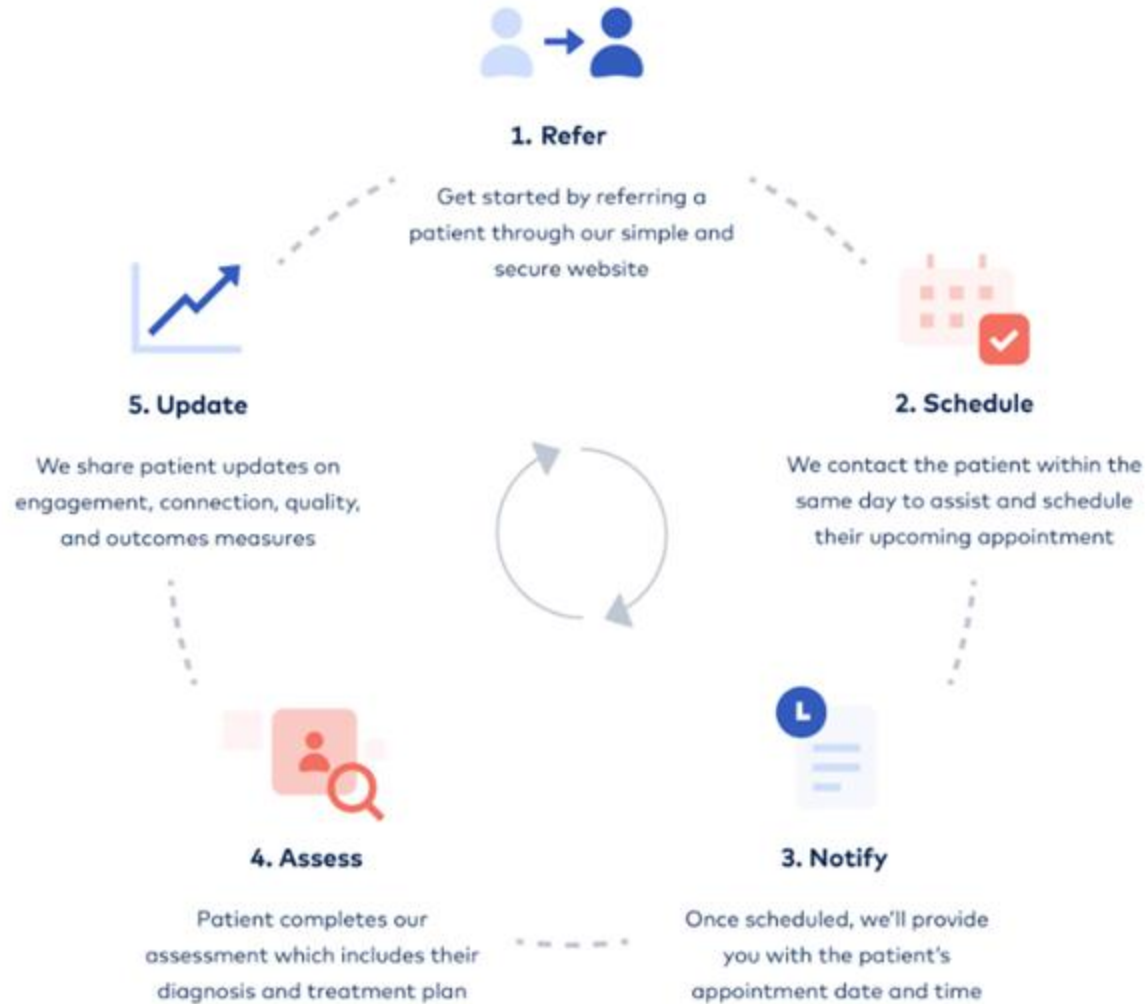 1. Refer
Get started by referring a
patient through our simple and
secure website
2. Schedule
We contact the patient within the
same day to assist and schedule
their upcoming appointment
3. Notify
Once scheduled, we'll provide
you with the patient's
appointment date and time
4. Assess
Patient completes our
assessment which includes their
diagnosis and treatment plan
5. Update
We share patient updates on
engagement, connection, quality,
and outcomes measures